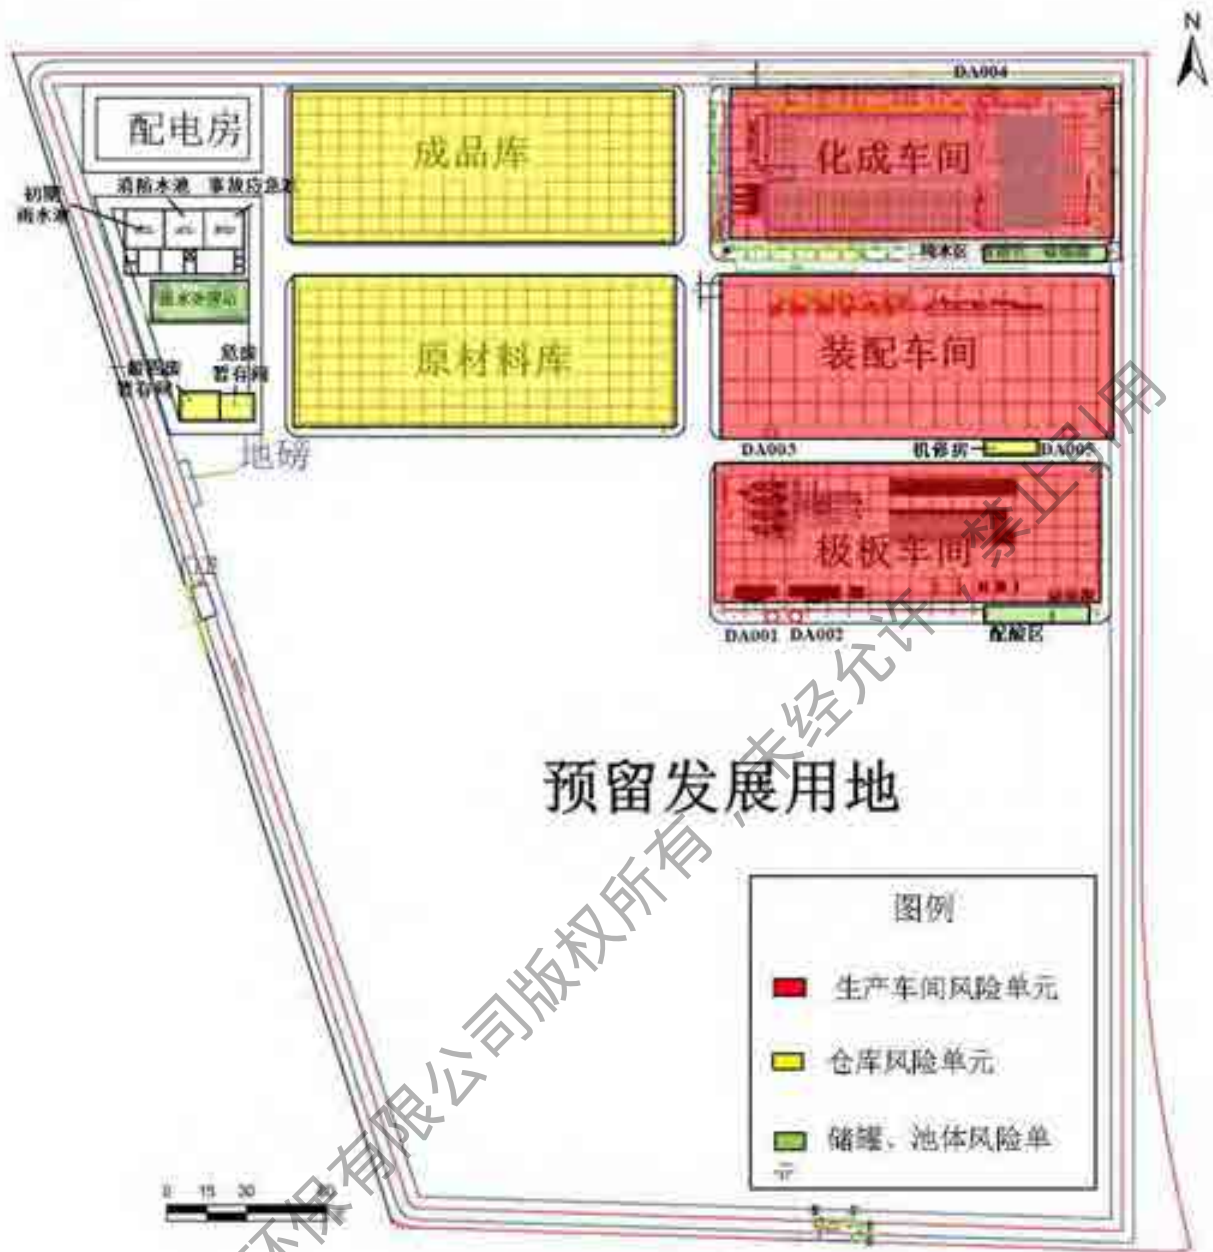 N
DA004
配电房
成品库
化成车间
消防水池 事故应急
初期
雨水池
纯水区
原材料库
装配车间
危废
暂存间
一般固废
暂存间
地磅
DA003
机修房
DA005
极板车间
DA001 DA002
配酸区
预留发展用地
图例
生产车间风险单元
仓库风险单元
储罐、池体风险单
元
0 15 30 60
环保有限公司版权所有，未经允许，禁止引用